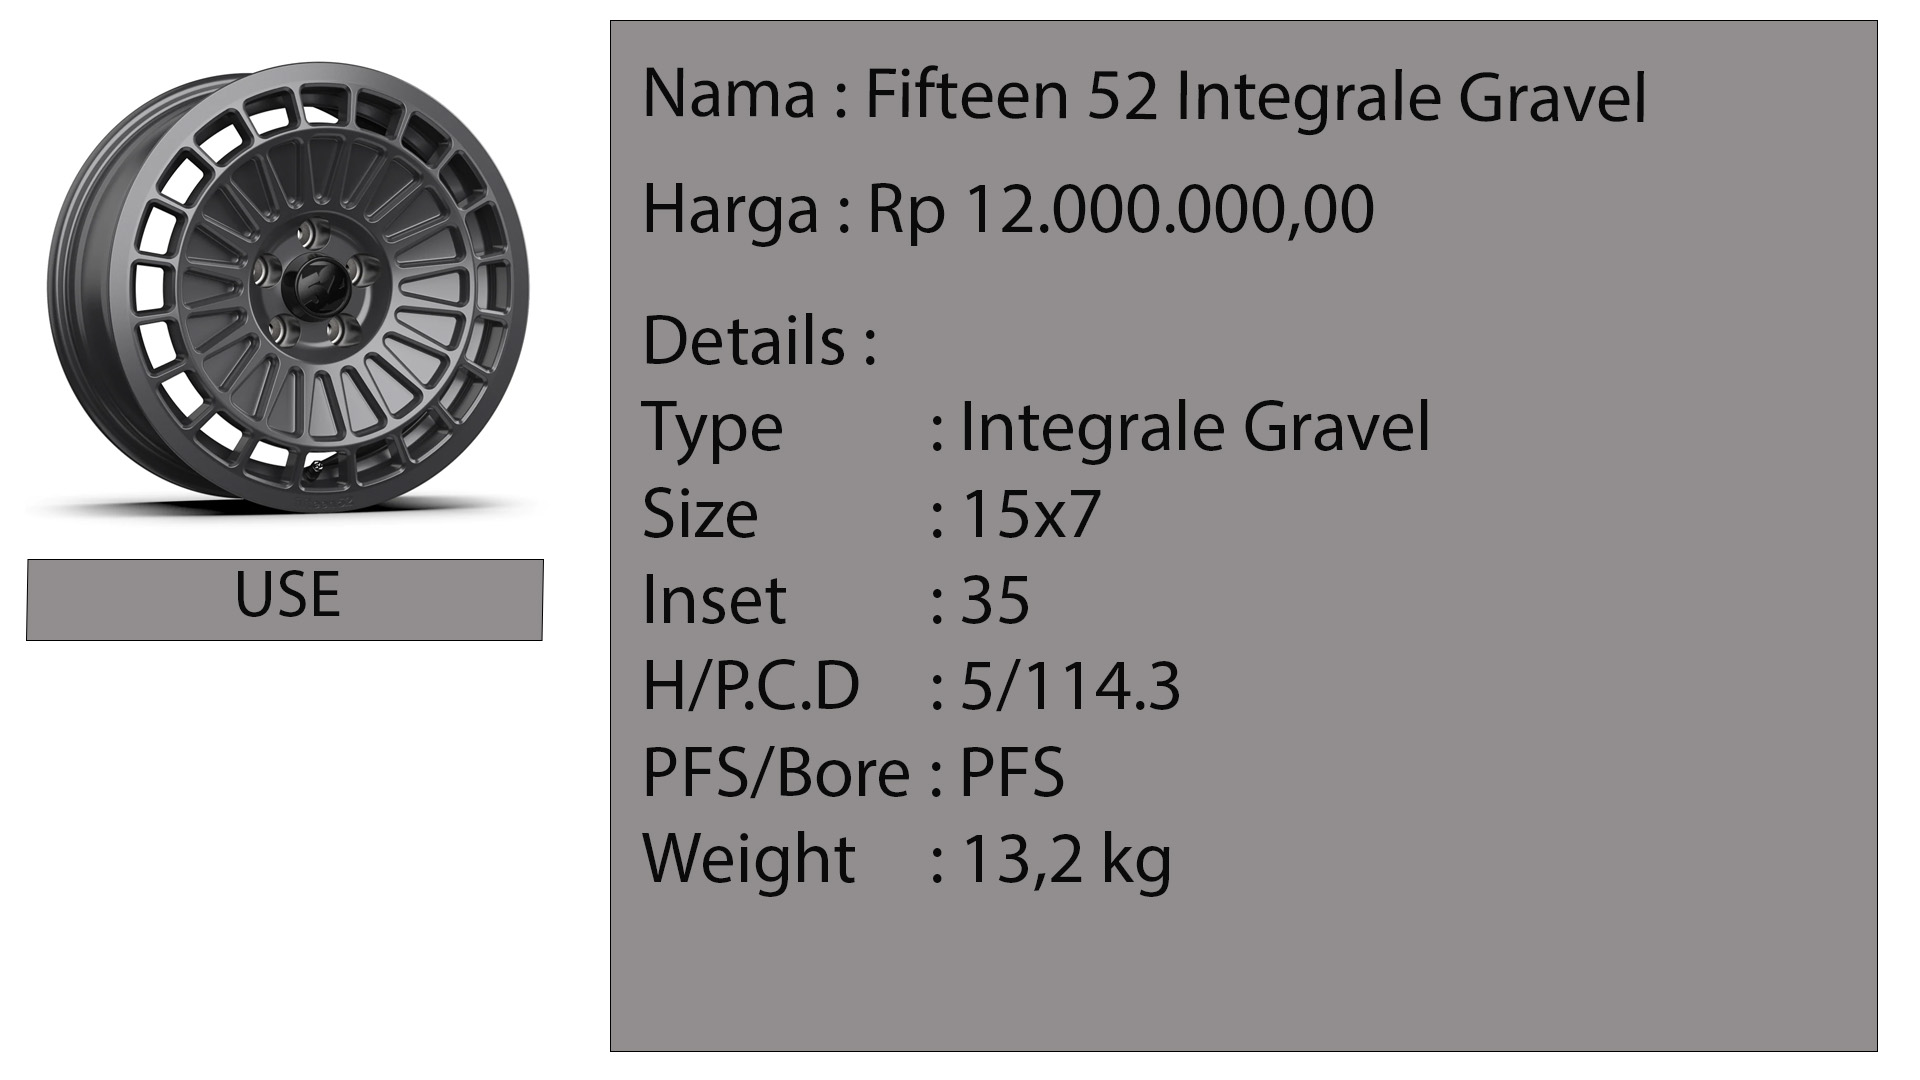 Nama : Fifteen 52 Integrale Gravel
Harga : Rp 12.000.000,00
Details :
Type : Integrale Gravel
Size : 15x7
Inset : 35
H/P.C.D : 5/114.3
PFS/Bore : PFS
Weight : 13,2 kg
USE
52